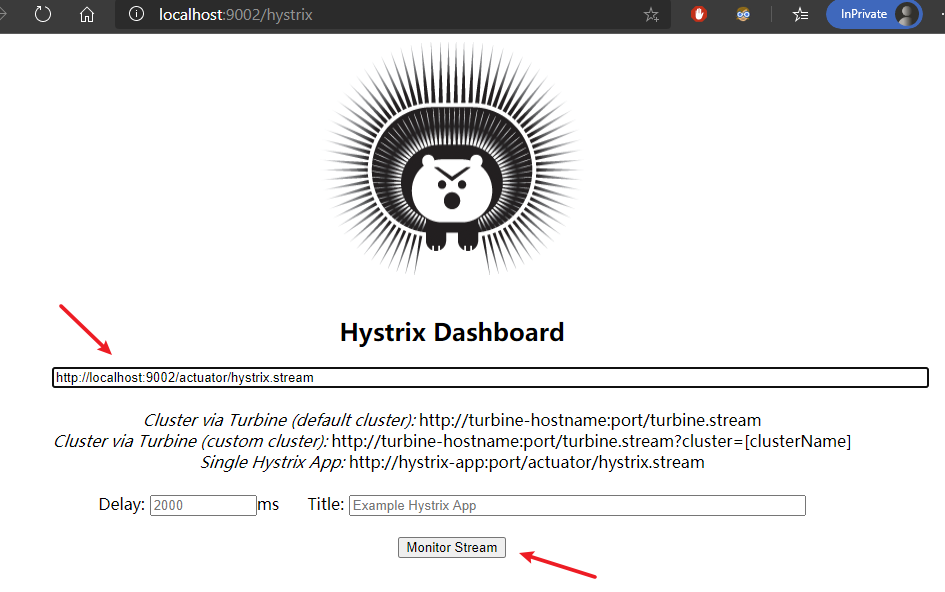 localhost:9002/hystrix
InPrivate
Hystrix Dashboard
http://localhost:9002/actuator/hystrix.stream
Cluster via Turbine (default cluster): http://turbine-hostname:port/turbine.stream
Cluster via Turbine (custom cluster): http://turbine-hostname:port/turbine.stream?cluster=[clusterName]
Single Hystrix App: http://hystrix-app:port/actuator/hystrix.stream
Delay: 2000 ms Title: Example Hystrix App
Monitor Stream